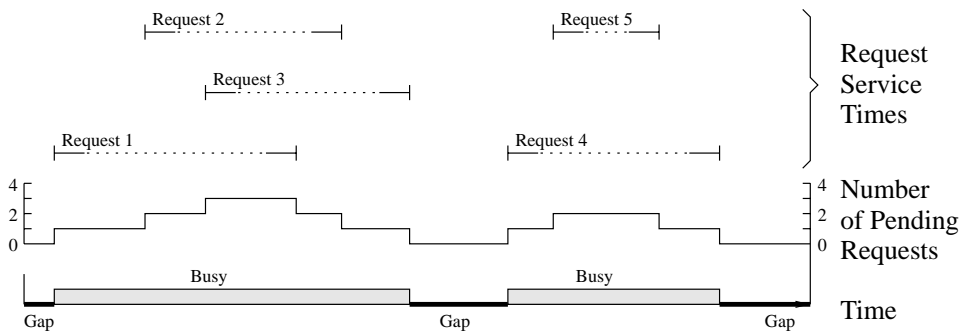 Request 2
Request 5
Request 3
Request 1
Request 4
Request
Service
Times
4
2
0
4
2
0
Number
of Pending
Requests
Busy
Busy
Gap
Gap
Gap
Time